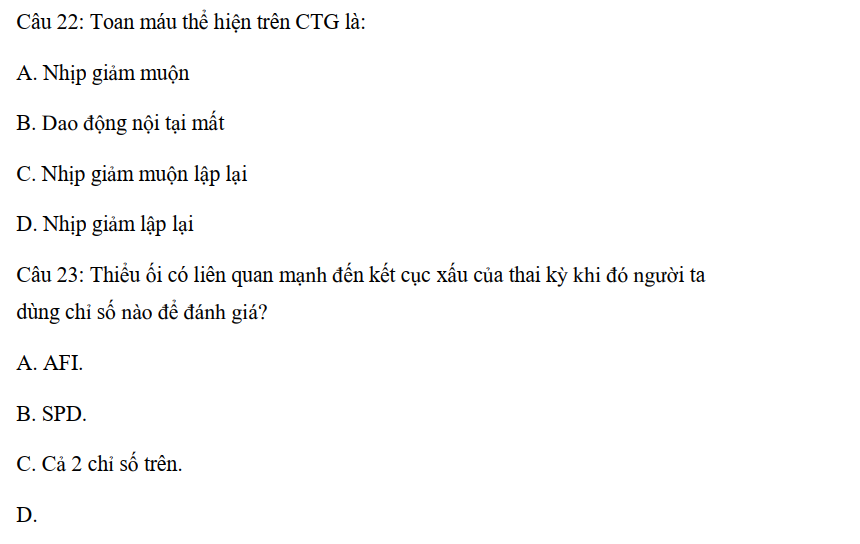 Câu 22: Toan máu thể hiện trên CTG là:
A. Nhịp giảm muộn
B. Dao động nội tại mất
C. Nhịp giảm muộn lập lại
D. Nhịp giảm lập lại
Câu 23: Thiểu ối có liên quan mạnh đến kết cục xấu của thai kỳ khi đó người ta
dùng chỉ số nào để đánh giá?
A. AFI.
B. SPD.
C. Cả 2 chỉ số trên.
D.